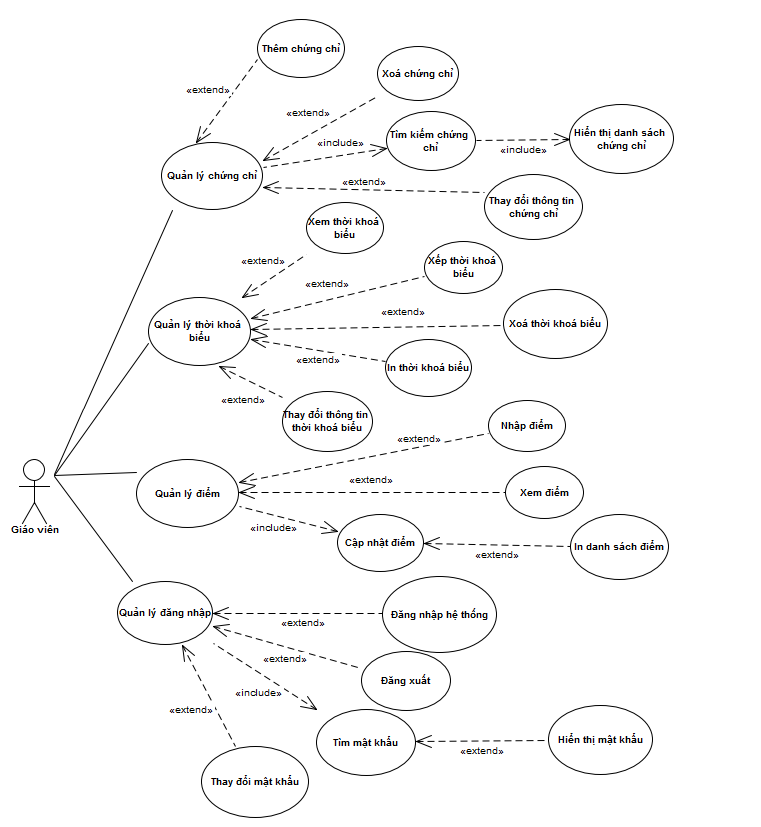 Thêm chứng chỉ
«extend»
Xoá chứng chỉ
«extend»
Tìm kiếm chứng
chỉ
«include»
Hiển thị danh sách
chứng chỉ
«include»
Quản lý chứng chỉ
«extend»
Thay đổi thông tin
chứng chỉ
Xem thời khoá
biểu
«extend»
Xếp thời khoá
biểu
«extend»
Quản lý thời khoá
biểu
«extend»
Xoá thời khoá biểu
«extend»
In thời khoá biểu
«extend»
Thay đổi thông tin
thời khoá biểu
Nhập điểm
«extend»
Quản lý điểm
«extend»
Xem điểm
«include»
Cập nhật điểm
«extend»
In danh sách điểm
Giáo viên
Quản lý đăng nhập
«extend»
Đăng nhập hệ thống
«extend»
Đăng xuất
«include»
Tìm mật khẩu
«extend»
Hiển thị mật khẩu
«extend»
Thay đổi mật khẩu